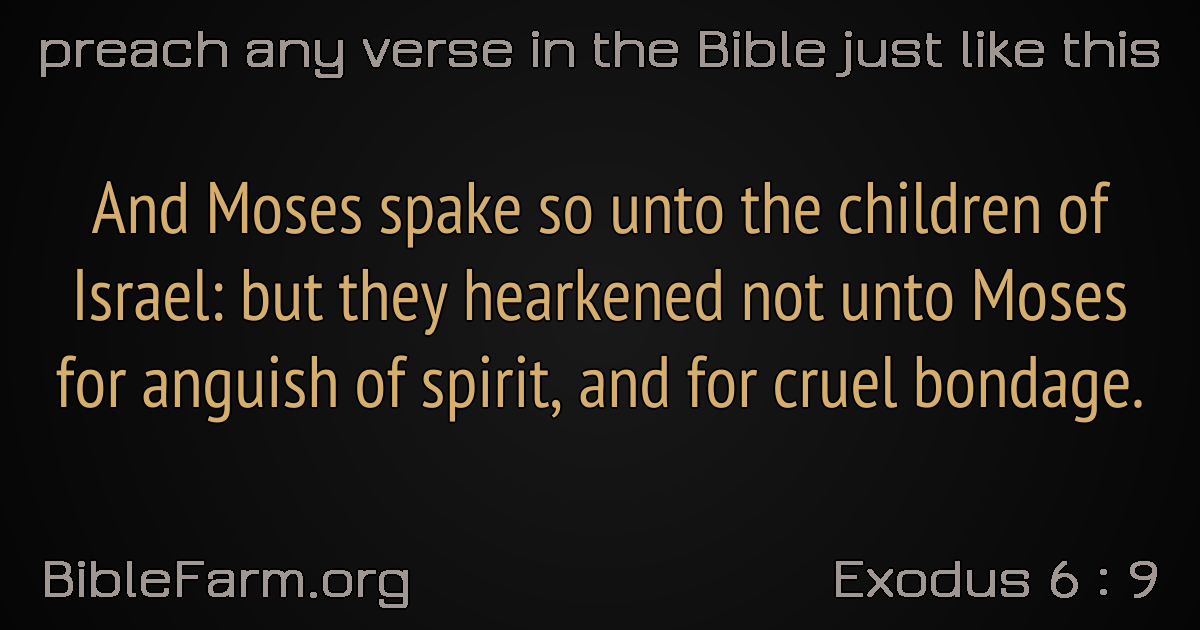 preach any verse in the Bible just like this
And Moses spake so unto the children of
Israel: but they hearkened not unto Moses
for anguish of spirit, and for cruel bondage.
BibleFarm.org
Exodus 6 : 9